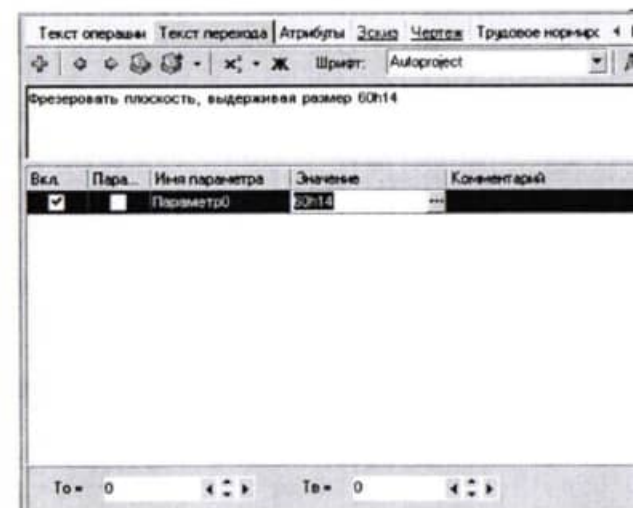 Текст операции Текст перехода Атрибуты Эскиз Чертеж Трудовое нормирс
Ж Шрифт: Autoproject
Фрезеровать плоскость, выдерживая размер 60h14
Вкл. Пара... Имя параметра Значение Комментарий
Параметр0 60h14 ...
То = 0 Тв = 0